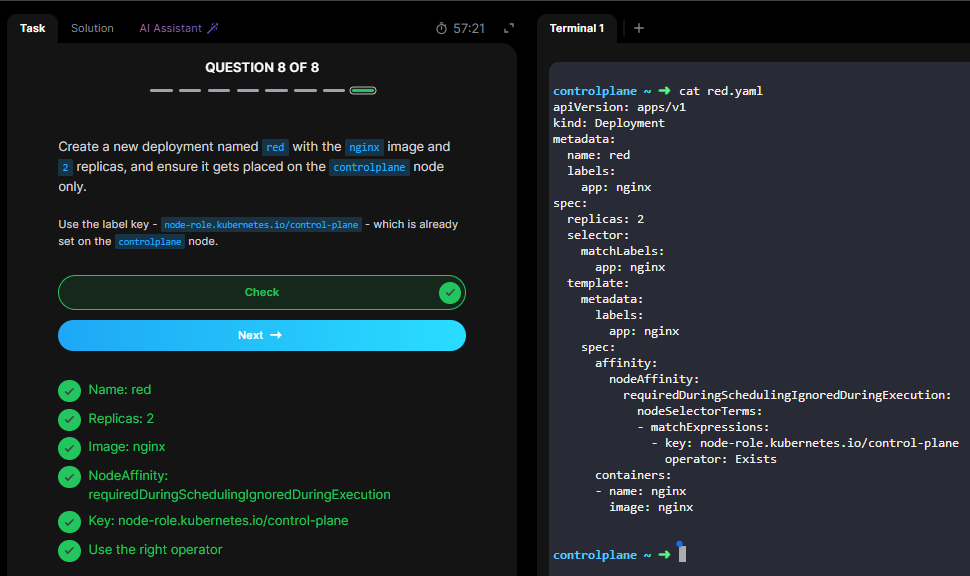 Task Solution AI Assistant 57:21
QUESTION 8 OF 8
Create a new deployment named red with the nginx image and
2 replicas, and ensure it gets placed on the controlplane node
only.
Use the label key - node-role.kubernetes.io/control-plane - which is already
set on the controlplane node.
Check
Next →
Name: red
Replicas: 2
Image: nginx
NodeAffinity:
requiredDuringSchedulingIgnoredDuringExecution
Key: node-role.kubernetes.io/control-plane
Use the right operator
Terminal 1 +
controlplane ~ ➜ cat red.yaml
apiVersion: apps/v1
kind: Deployment
metadata:
  name: red
  labels:
    app: nginx
spec:
  replicas: 2
  selector:
    matchLabels:
      app: nginx
  template:
    metadata:
      labels:
        app: nginx
    spec:
      affinity:
        nodeAffinity:
          requiredDuringSchedulingIgnoredDuringExecution:
            nodeSelectorTerms:
            - matchExpressions:
              - key: node-role.kubernetes.io/control-plane
                operator: Exists
      containers:
      - name: nginx
        image: nginx
controlplane ~ ➜